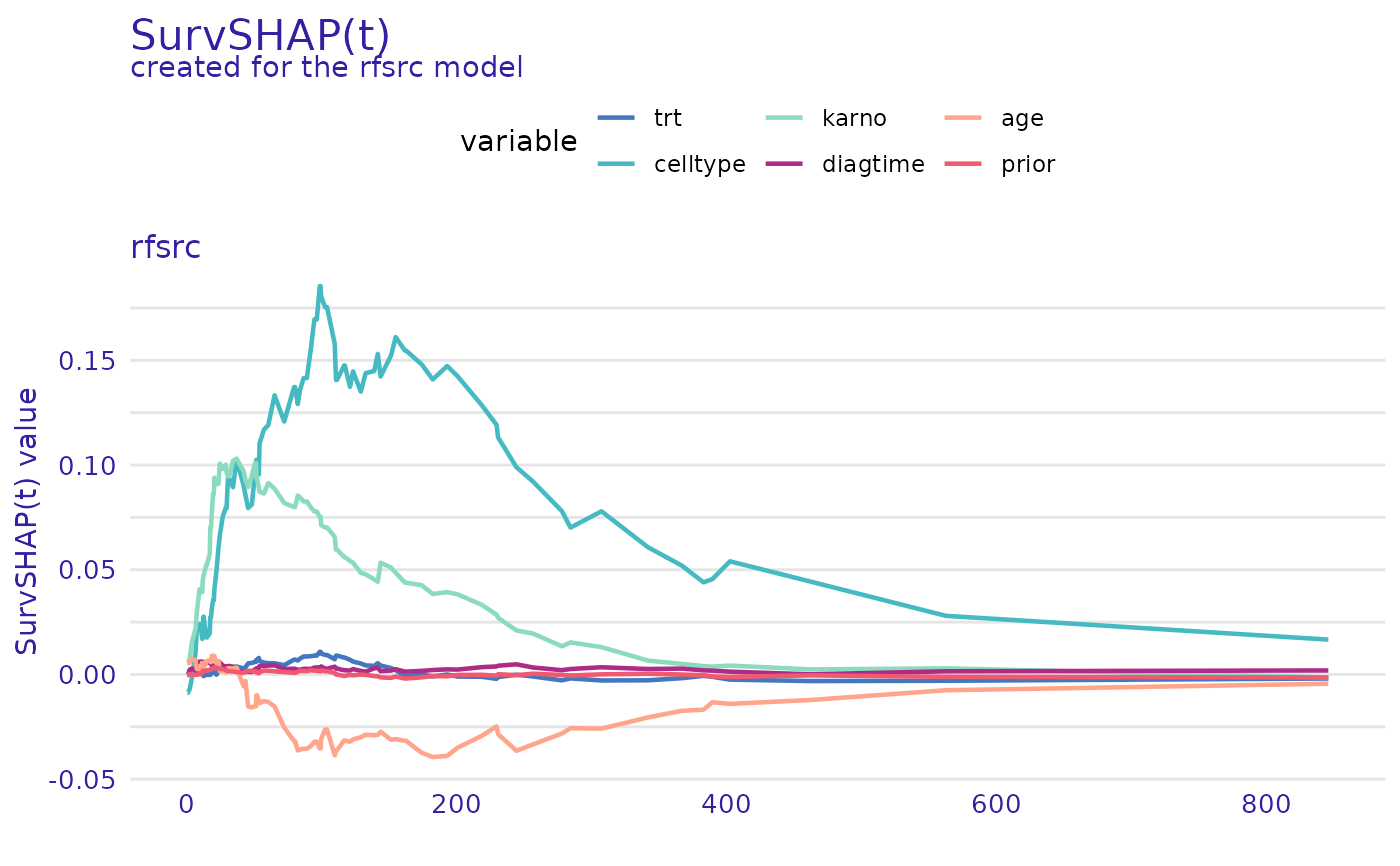 SurvSHAP(t)
created for the rfsrc model
variable
trt
karno
age
celltype
diagtime
prior
rfsrc
SurvSHAP(t) value
0.15
0.10
0.05
0.00
-0.05
0
200
400
600
800